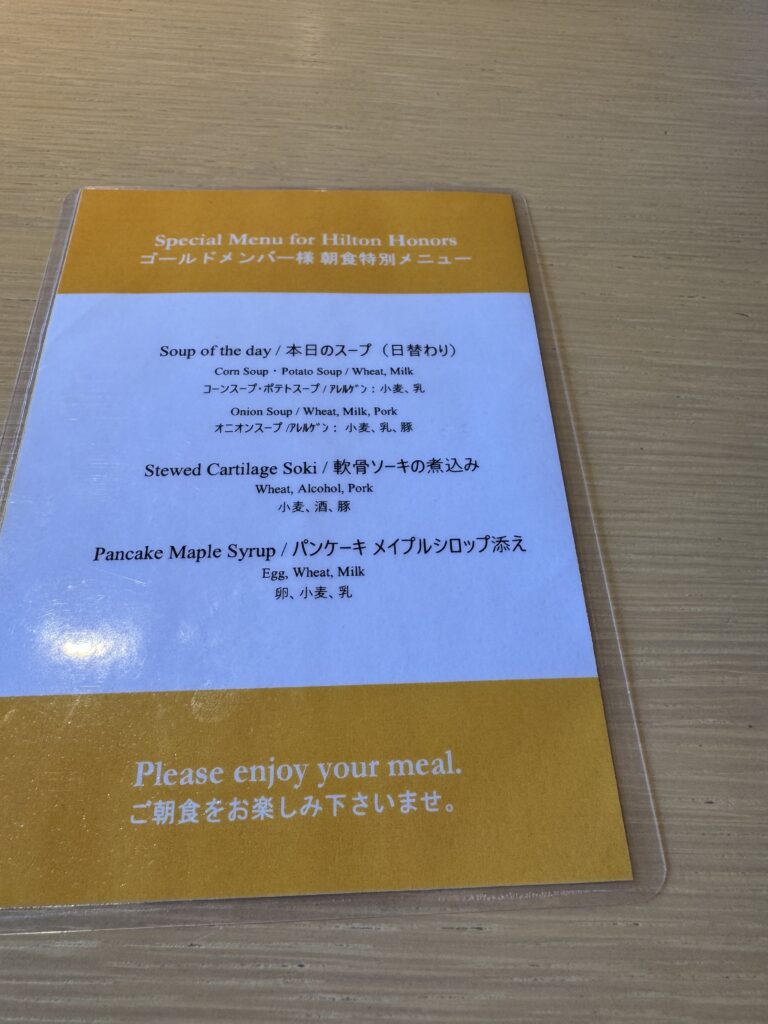 Special Menu for Hilton Honors
ゴールドメンバー様 朝食特別メニュー
Soup of the day / 本日のスープ（日替わり）
Corn Soup・Potato Soup / Wheat, Milk
コーンスープ・ポテトスープ / ｱﾚﾙｹﾞﾝ：小麦、乳
Onion Soup / Wheat, Milk, Pork
オニオンスープ /ｱﾚﾙｹﾞﾝ：小麦、乳、豚
Stewed Cartilage Soki / 軟骨ソーキの煮込み
Wheat, Alcohol, Pork
小麦、酒、豚
Pancake Maple Syrup / パンケーキ メイプルシロップ添え
Egg, Wheat, Milk
卵、小麦、乳
Please enjoy your meal.
ご朝食をお楽しみ下さいませ。